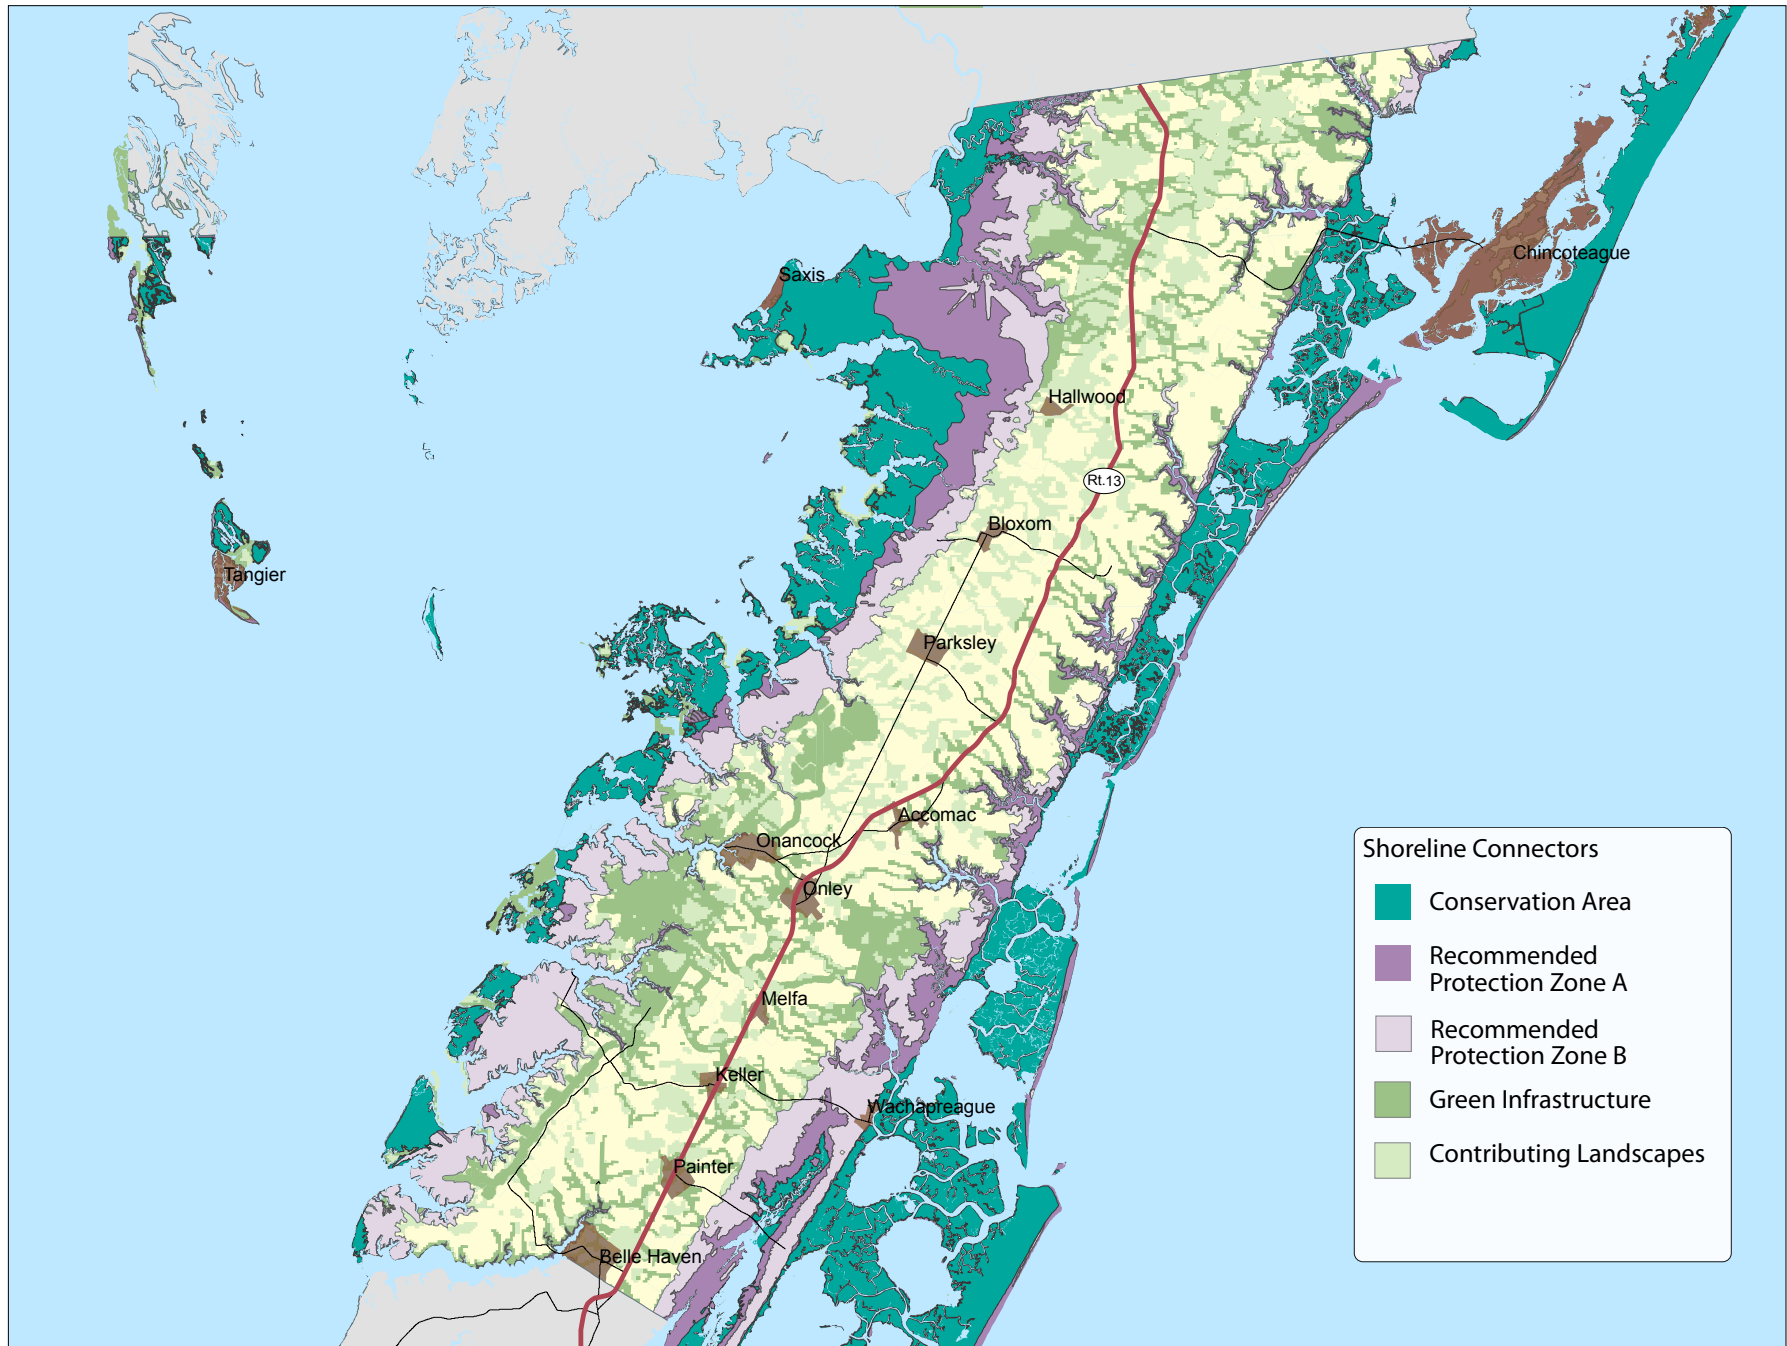 Saxis
Chincoteague
Hallwood
Rt.13
Bloxom
Tangier
Parksley
Accomac
Onancock
Onley
Melfa
Keller
Wachapreague
Painter
Belle Haven
Shoreline Connectors
Conservation Area
Recommended
Protection Zone A
Recommended
Protection Zone B
Green Infrastructure
Contributing Landscapes